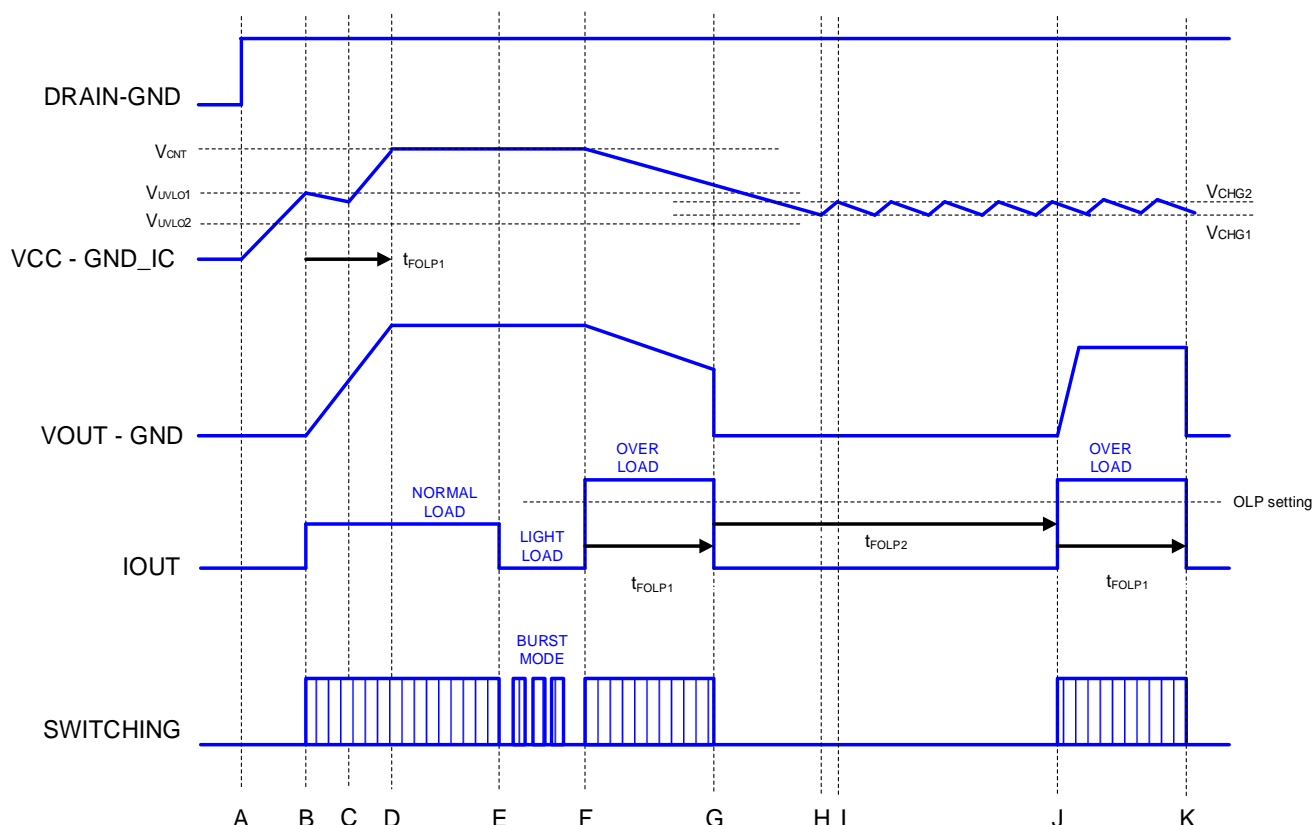 DRAIN-GND
VCNT
VUVLO1
VUVLO2
VCHG2
VCHG1
VCC - GND_IC
tFOLP1
VOUT - GND
OVER
LOAD
OVER
LOAD
NORMAL
LOAD
OLP setting
LIGHT
LOAD
tFOLP2
IOUT
tFOLP1
tFOLP1
BURST
MODE
SWITCHING
A B C D E F G H I J K